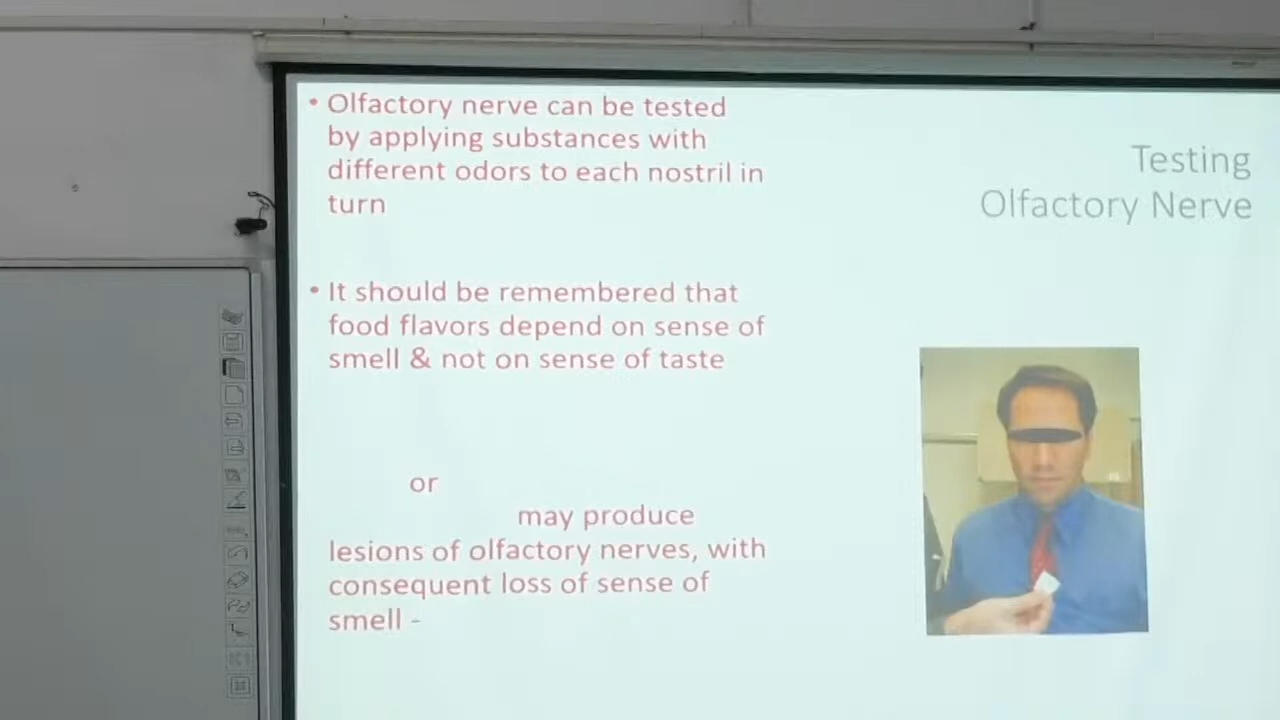 • Olfactory nerve can be tested
by applying substances with
different odors to each nostril in
turn
• It should be remembered that
food flavors depend on sense of
smell & not on sense of taste
or
may produce
lesions of olfactory nerves, with
consequent loss of sense of
smell -
Testing
Olfactory Nerve